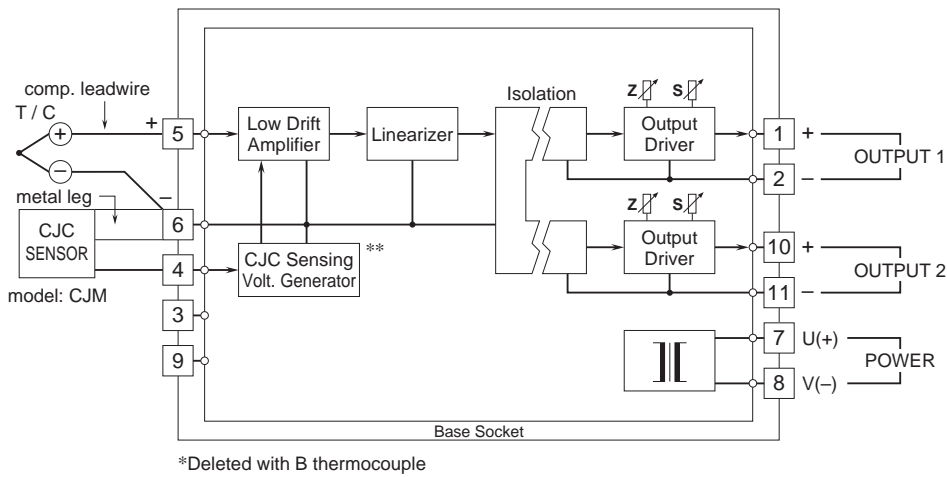 comp. leadwire
T / C
+
+
5
Low Drift
Amplifier
Linearizer
Isolation
Z
S
Output
Driver
1
+
OUTPUT 1
2
–
–
metal leg
–
CJC
SENSOR
6
CJC Sensing
Volt. Generator
**
Z
S
Output
Driver
10
+
OUTPUT 2
4
model: CJM
11
–
3
9
7
U(+)
POWER
8
V(–)
Base Socket
*Deleted with B thermocouple